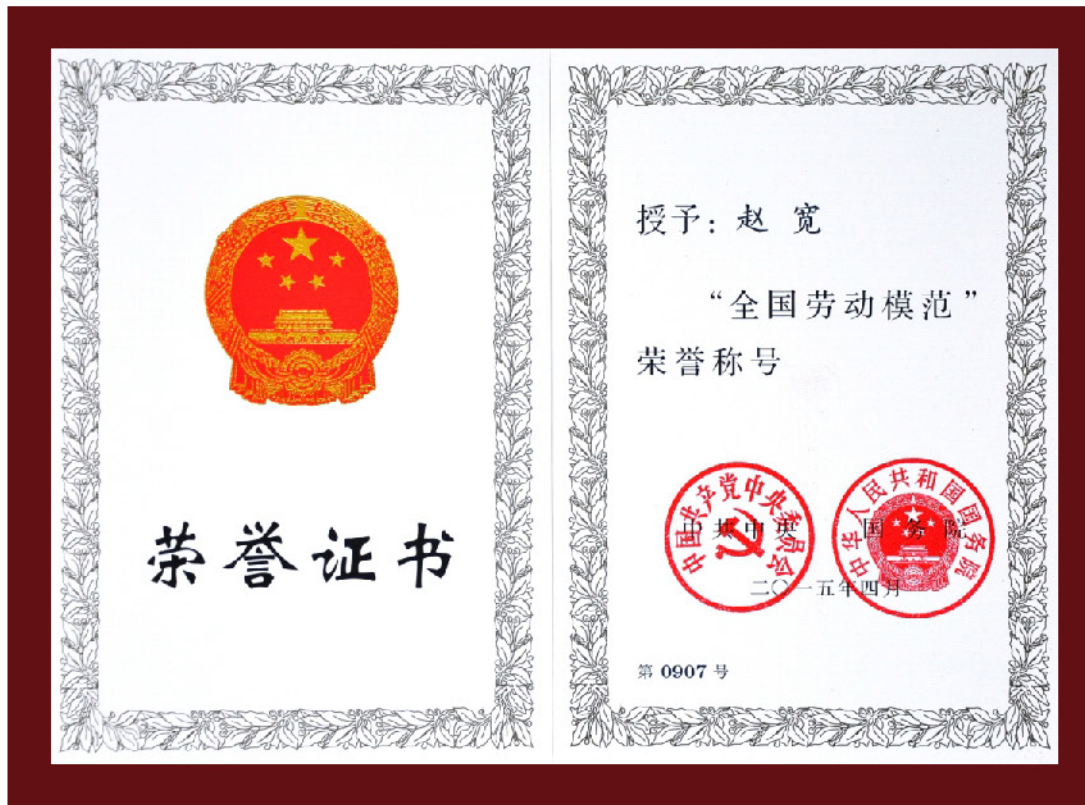 荣誉证书
授予：赵宽
“全国劳动模范”
荣誉称号
中国共产党中央委员会
中华人民共和国国务院
中共中央 国务院
二〇一五年四月
第 0907 号